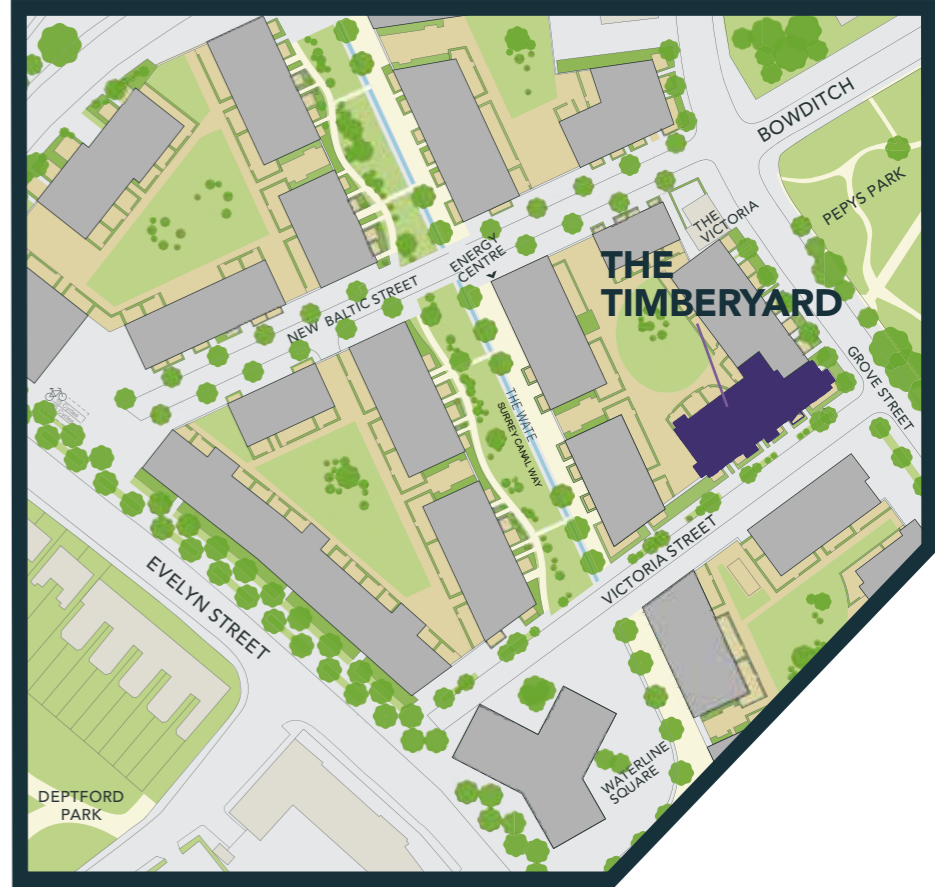 BOWDITCH
PEPYS PARK
THE
VICTORIA
ENERGY
CENTRE
THE
TIMBERYARD
NEW BALTIC STREET
GROVE STREET
THE WATE
SURREY CANAL WAY
VICTORIA STREET
EVELYN STREET
WATERLINE
SQUARE
DEPTFORD
PARK